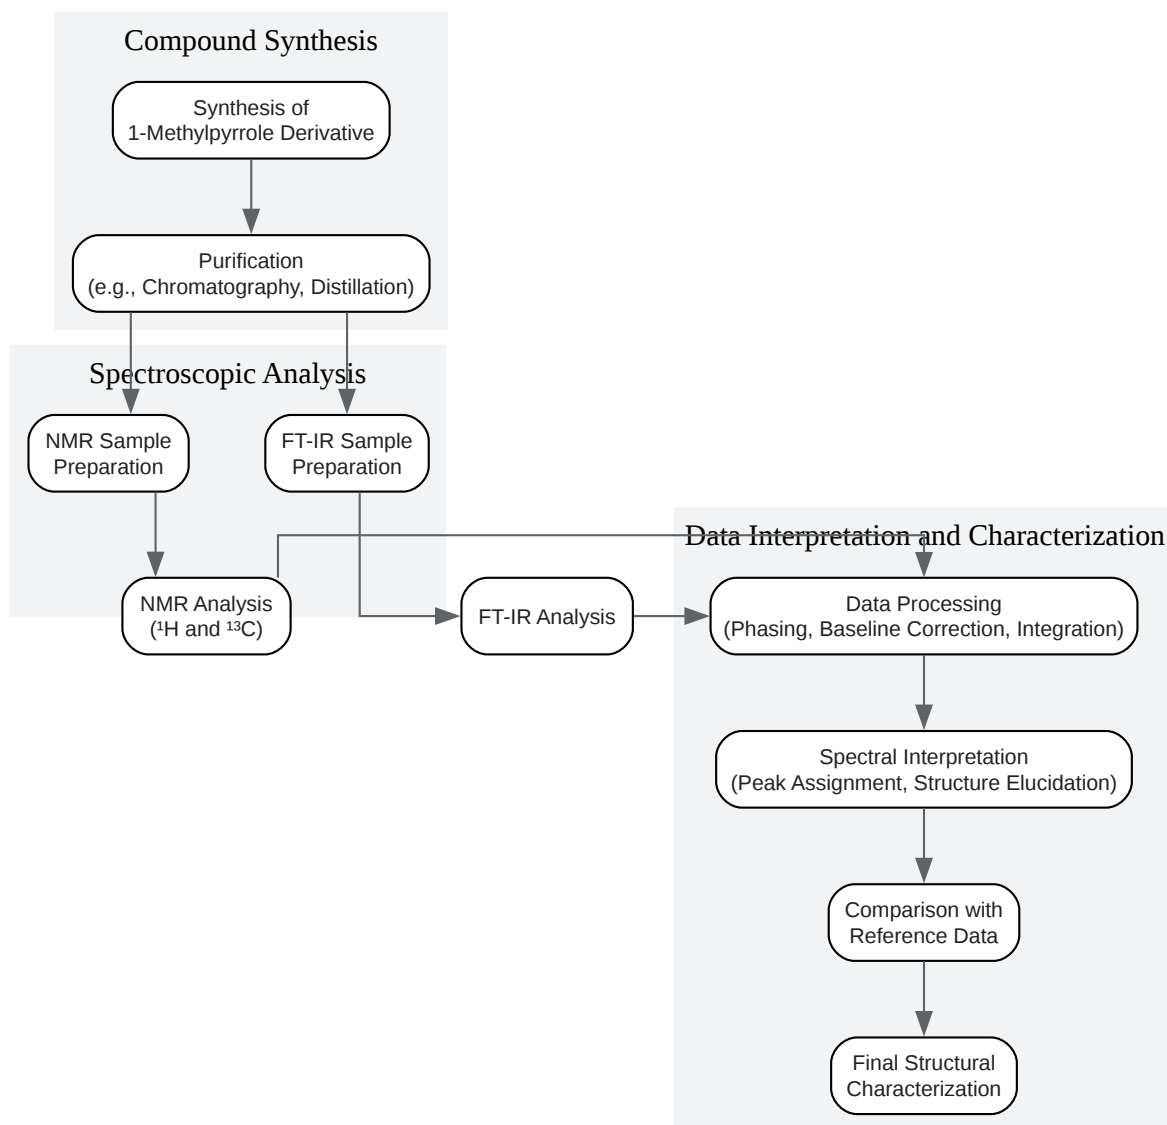 Compound Synthesis
Synthesis of
1-Methylpyrrole Derivative
Purification
(e.g., Chromatography, Distillation)
Spectroscopic Analysis
NMR Sample
Preparation
FT-IR Sample
Preparation
NMR Analysis
(¹H and ¹³C)
FT-IR Analysis
Data Interpretation and Characterization
Data Processing
(Phasing, Baseline Correction, Integration)
Spectral Interpretation
(Peak Assignment, Structure Elucidation)
Comparison with
Reference Data
Final Structural
Characterization